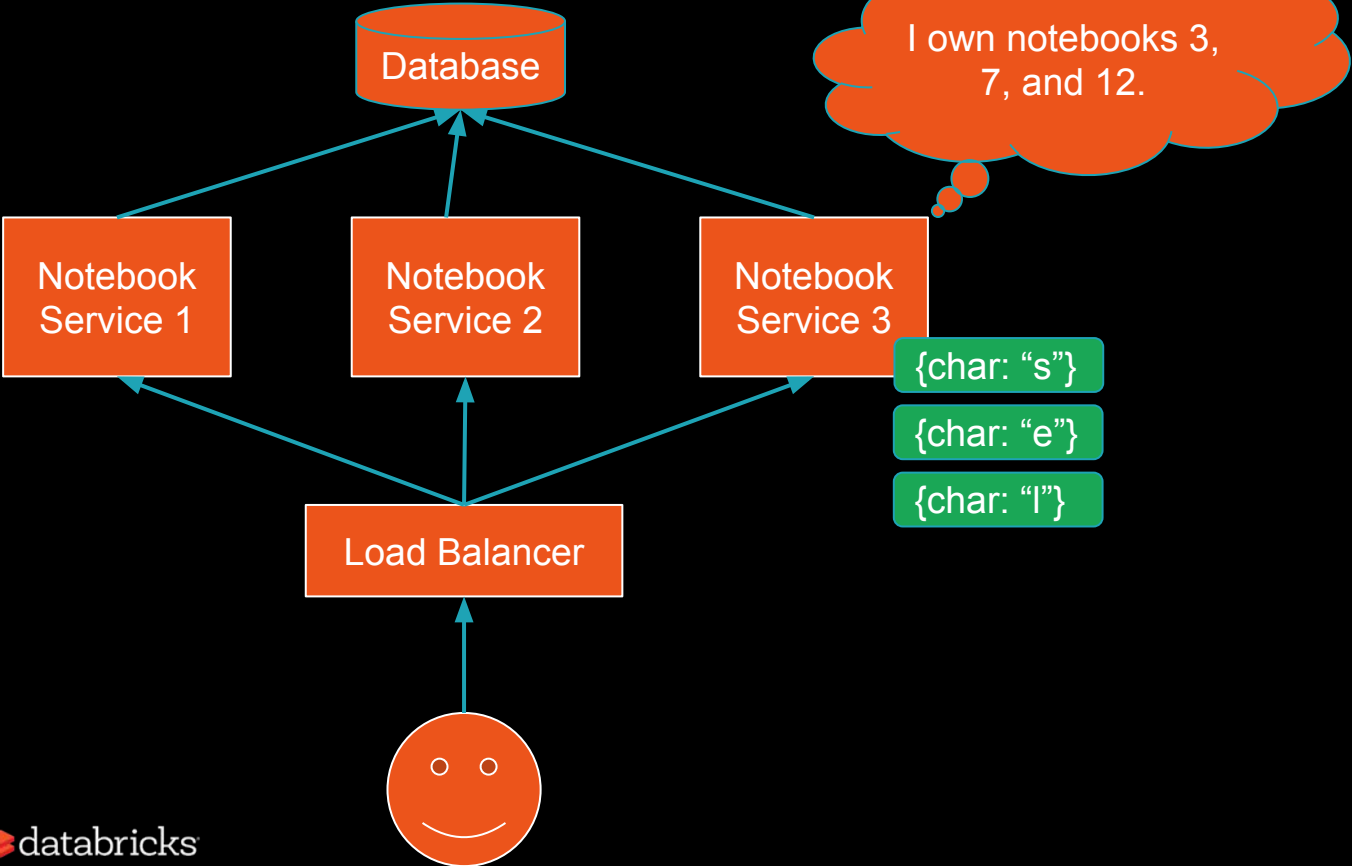 Database
I own notebooks 3,
7, and 12.
Notebook
Service 1
Notebook
Service 2
Notebook
Service 3
{char: “s”}
{char: “e”}
{char: “l”}
Load Balancer
databricks